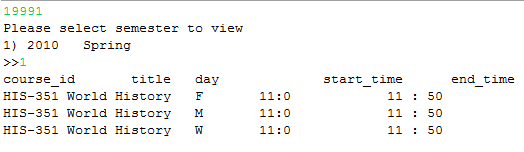 19991
Please select semester to view
1) 2010   Spring
>>1
course_id       title   day             start_time      end_time
HIS-351 World History   F       11:0            11 : 50
HIS-351 World History   M       11:0            11 : 50
HIS-351 World History   W       11:0            11 : 50